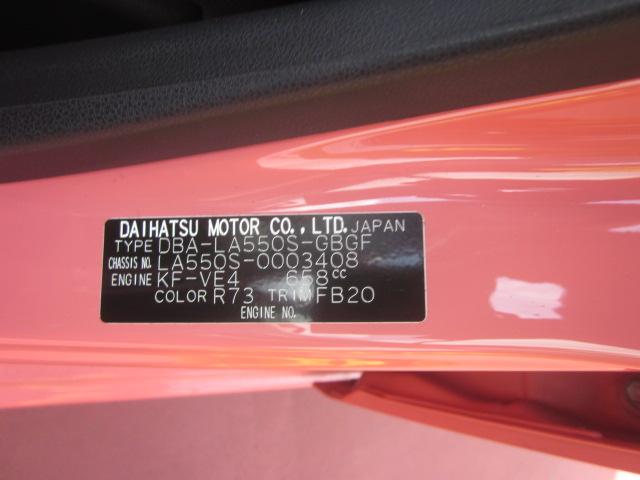 DAIHATSU MOTOR CO.,LTD.JAPAN
TYPE DBA-LA550S-GBGF
CHASSIS NO. LA550S-0003408
ENGINE KF-VE4 658cc
COLOR R73 TRIM FB20
ENGINE NO.